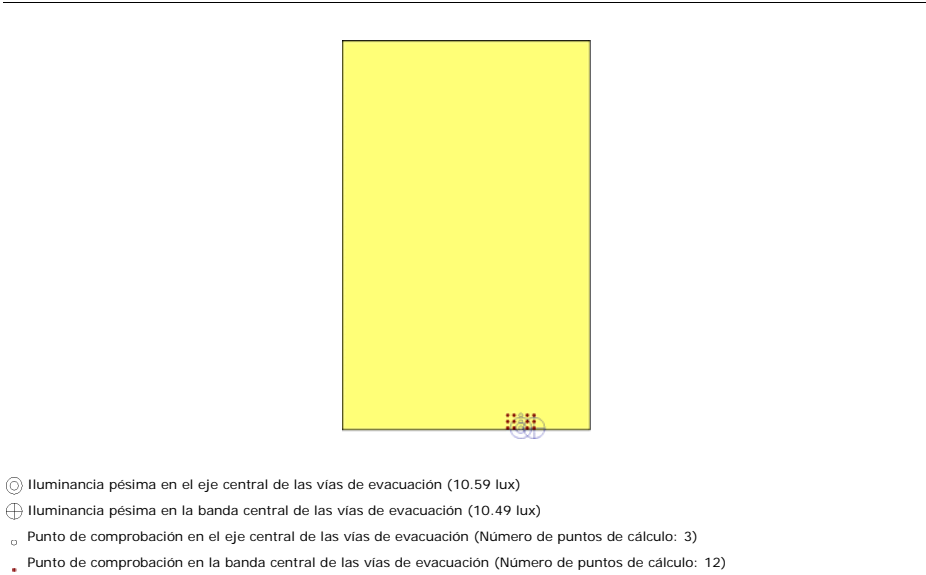 Iluminancia pésima en el eje central de las vías de evacuación (10.59 lux)
Iluminancia pésima en la banda central de las vías de evacuación (10.49 lux)
Punto de comprobación en el eje central de las vías de evacuación (Número de puntos de cálculo: 3)
Punto de comprobación en la banda central de las vías de evacuación (Número de puntos de cálculo: 12)